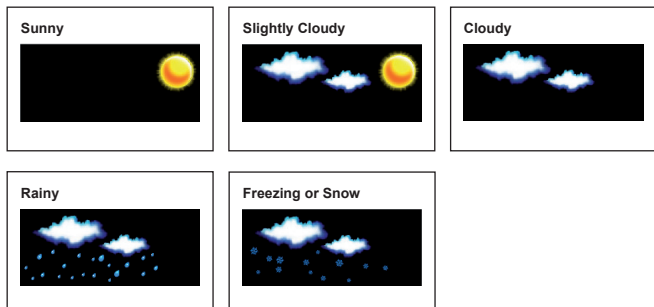 Sunny
Slightly Cloudy
Cloudy
Rainy
Freezing or Snow